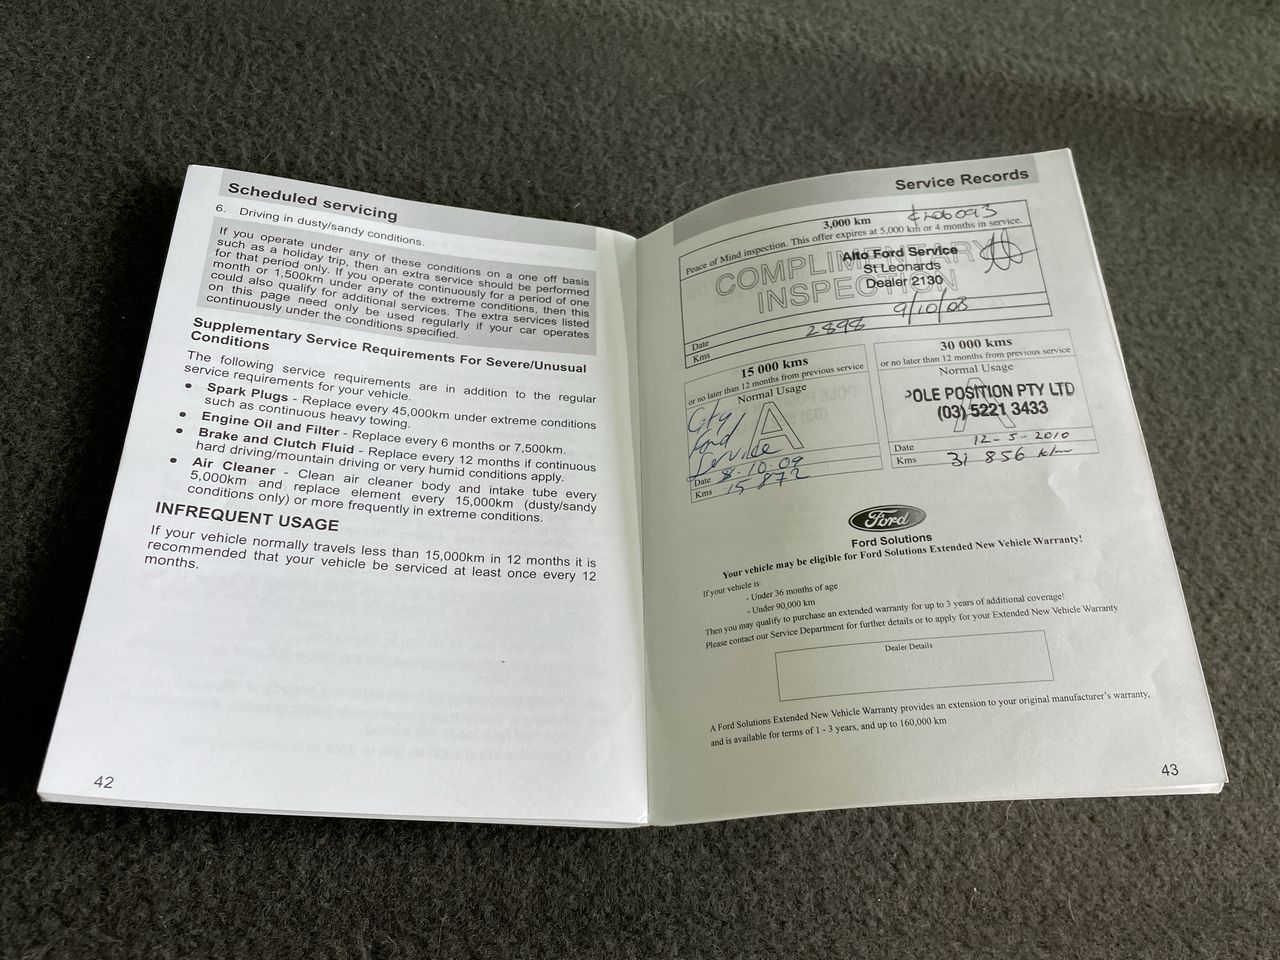 Scheduled servicing
6. Driving in dusty/sandy conditions.
If you operate under any of these conditions on a one off basis
such as a holiday trip, then an extra service should be performed
for that period only. If you operate continuously for a period of one
month or 1,500km under any of the extreme conditions, then this
could also qualify for additional services. The extra services listed
on this page need only be used regularly if your car operates
continuously under the conditions specified.
Supplementary Service Requirements For Severe/Unusual
Conditions
The following service requirements are in addition to the regular
service requirements for your vehicle.
• Spark Plugs - Replace every 45,000km under extreme conditions
such as continuous heavy towing.
• Engine Oil and Filter - Replace every 6 months or 7,500km.
• Brake and Clutch Fluid - Replace every 12 months if continuous
hard driving/mountain driving or very humid conditions apply.
• Air Cleaner - Clean air cleaner body and intake tube every
5,000km and replace element every 15,000km (dusty/sandy
conditions only) or more frequently in extreme conditions.
INFREQUENT USAGE
If your vehicle normally travels less than 15,000km in 12 months it is
recommended that your vehicle be serviced at least once every 12
months.
42
Service Records
3,000 km
Peace of Mind inspection. This offer expires at 5,000 km or 4 months in service.
COMPLIMENTARY
INSPECTION
Alto Ford Service
St Leonards
Dealer 2130
Date 9/10/08
Kms 2898
15 000 kms
or no later than 12 months from previous service
Normal Usage
A
City
Ford
Service
Date 8-10-09
Kms 15872
30 000 kms
or no later than 12 months from previous service
Normal Usage
A
POLE POSITION PTY LTD
(03) 5221 3433
Date 12-5-2010
Kms 31 856 km
Ford
Ford Solutions
Your vehicle may be eligible for Ford Solutions Extended New Vehicle Warranty!
If your vehicle is:
- Under 36 months of age
- Under 90,000 km
Then you may qualify to purchase an extended warranty for up to 3 years of additional coverage!
Please contact our Service Department for further details or to apply for your Extended New Vehicle Warranty
Dealer Details
A Ford Solutions Extended New Vehicle Warranty provides an extension to your original manufacturer's warranty,
and is available for terms of 1 - 3 years, and up to 160,000 km
43